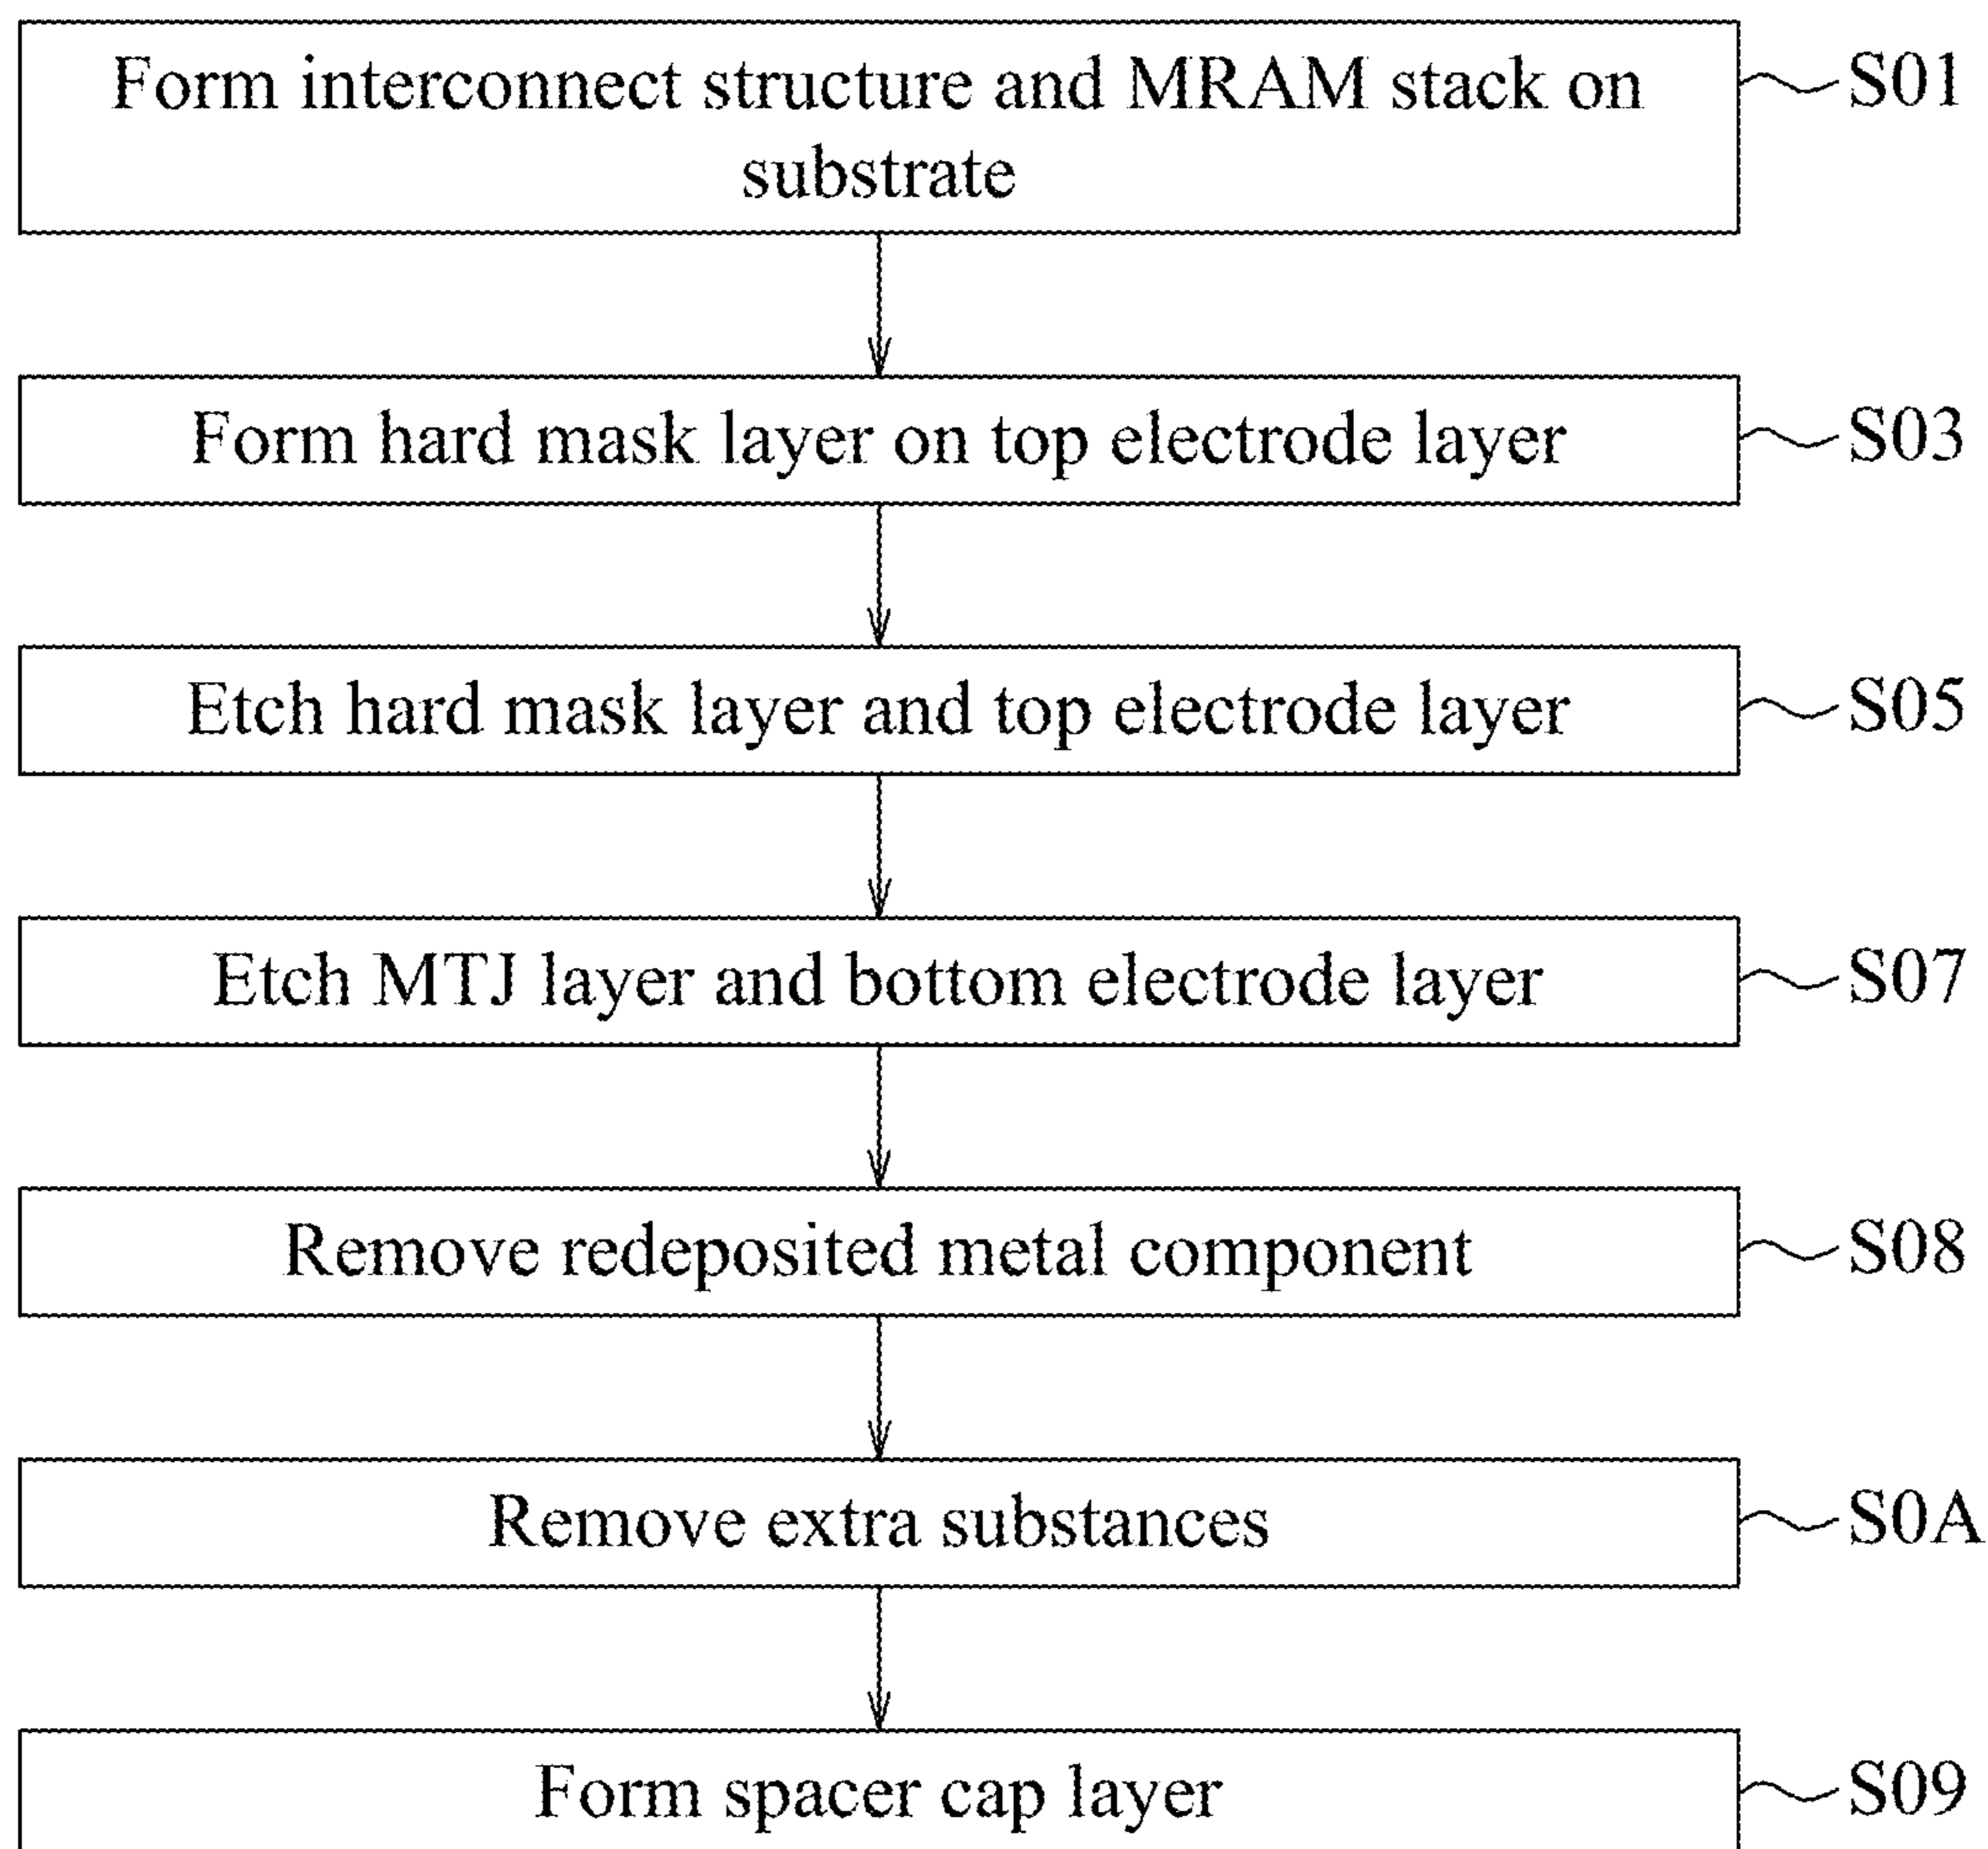 Form interconnect structure and MRAM stack on
substrate
S01
Form hard mask layer on top electrode layer
S03
Etch hard mask layer and top electrode layer
S05
Etch MTJ layer and bottom electrode layer
S07
Remove redeposited metal component
S08
Remove extra substances
S0A
Form spacer cap layer
S09